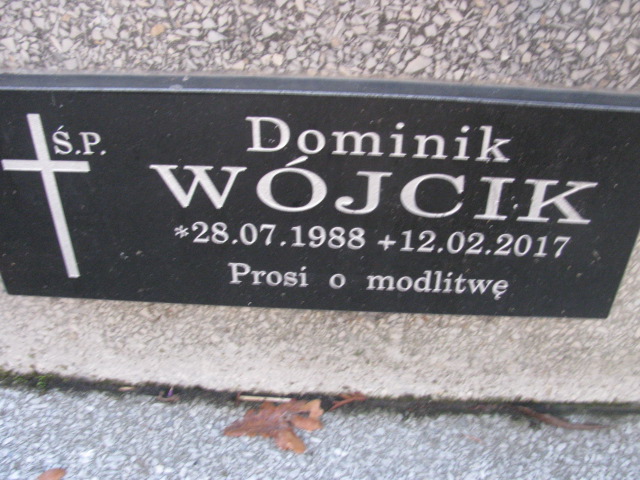 Ś.P.
Dominik
WÓJCIK
*28.07.1988 +12.02.2017
Prosi o modlitwę